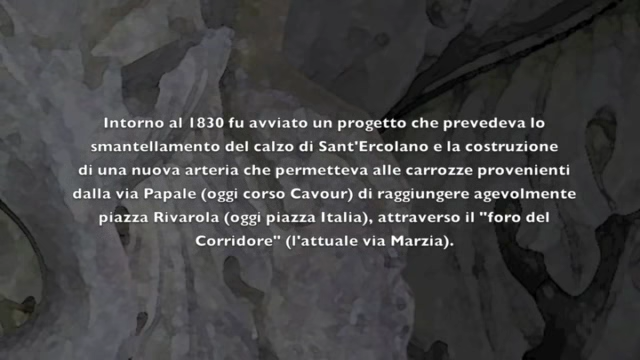 Intorno al 1830 fu avviato un progetto che prevedeva lo
smantellamento del calzo di Sant'Ercolano e la costruzione
di una nuova arteria che permetteva alle carrozze provenienti
dalla via Papale (oggi corso Cavour) di raggiungere agevolmente
piazza Rivarola (oggi piazza Italia), attraverso il "foro del
Corridore" (l'attuale via Marzia).